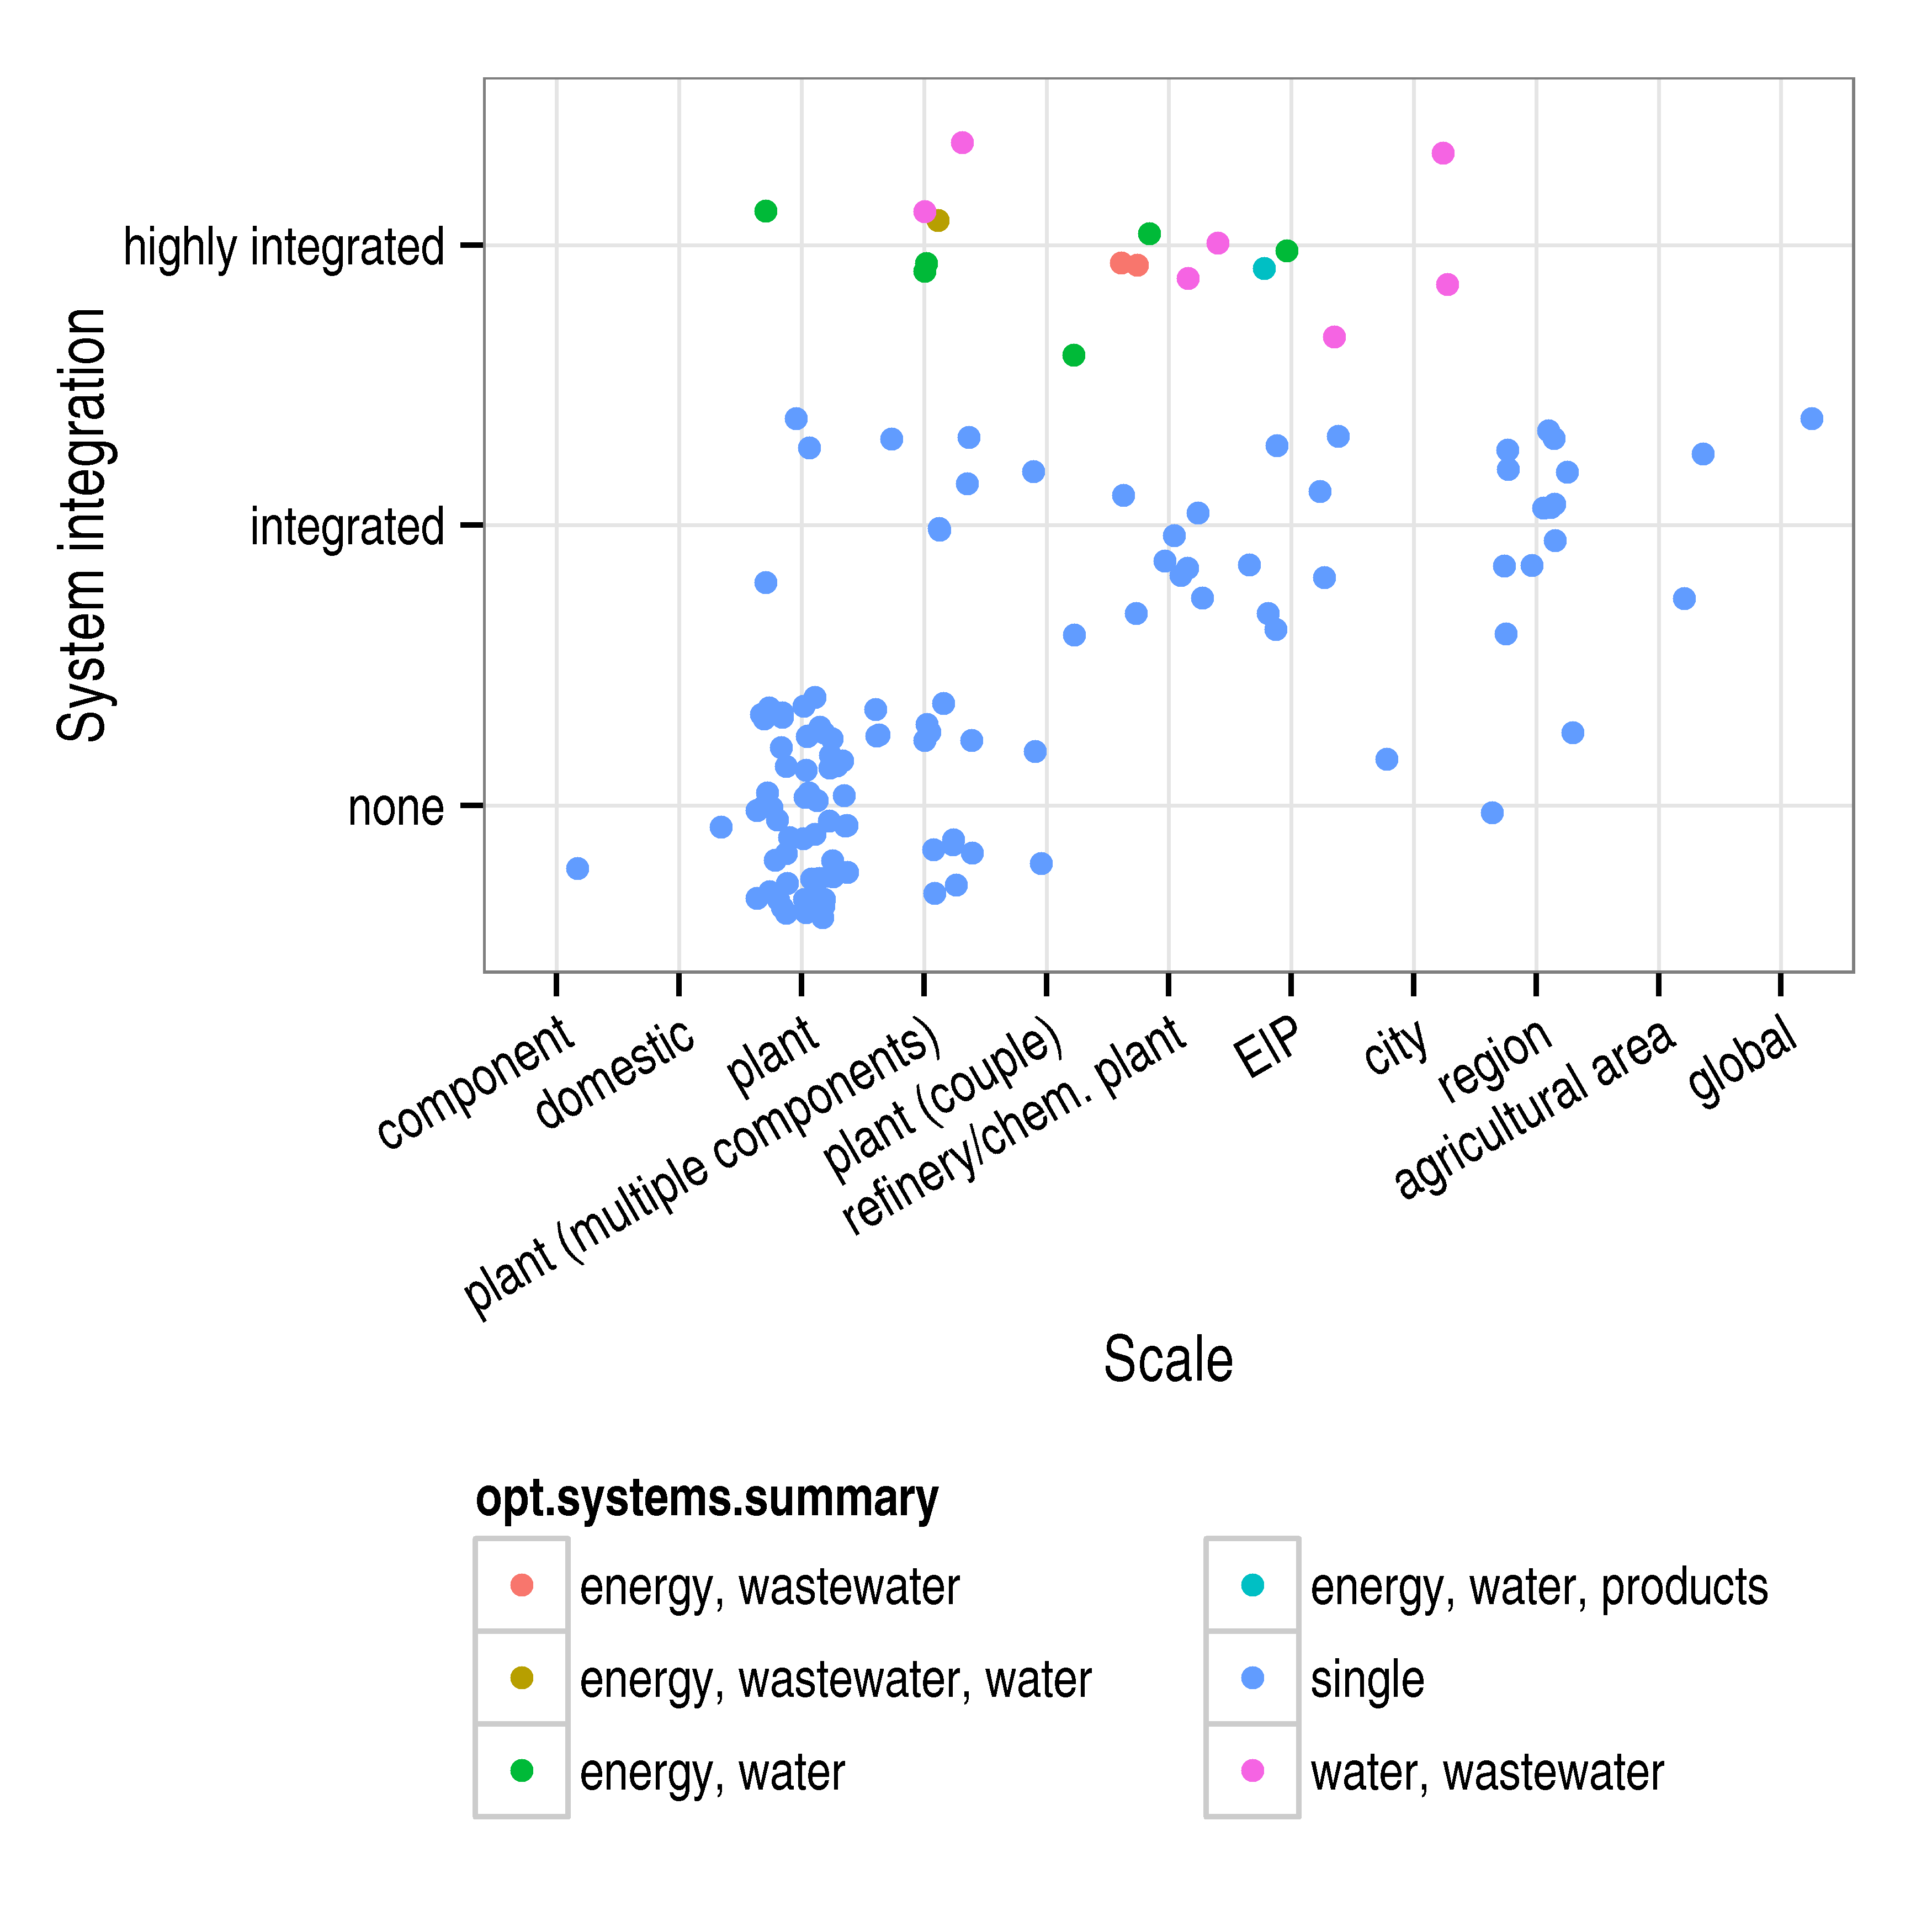 System integration
highly integrated
integrated
none
component
domestic
plant
plant (multiple components)
plant (couple)
refinery/chem. plant
EIP
city
region
agricultural area
global
Scale
opt.systems.summary
energy, wastewater
energy, wastewater, water
energy, water
energy, water, products
single
water, wastewater